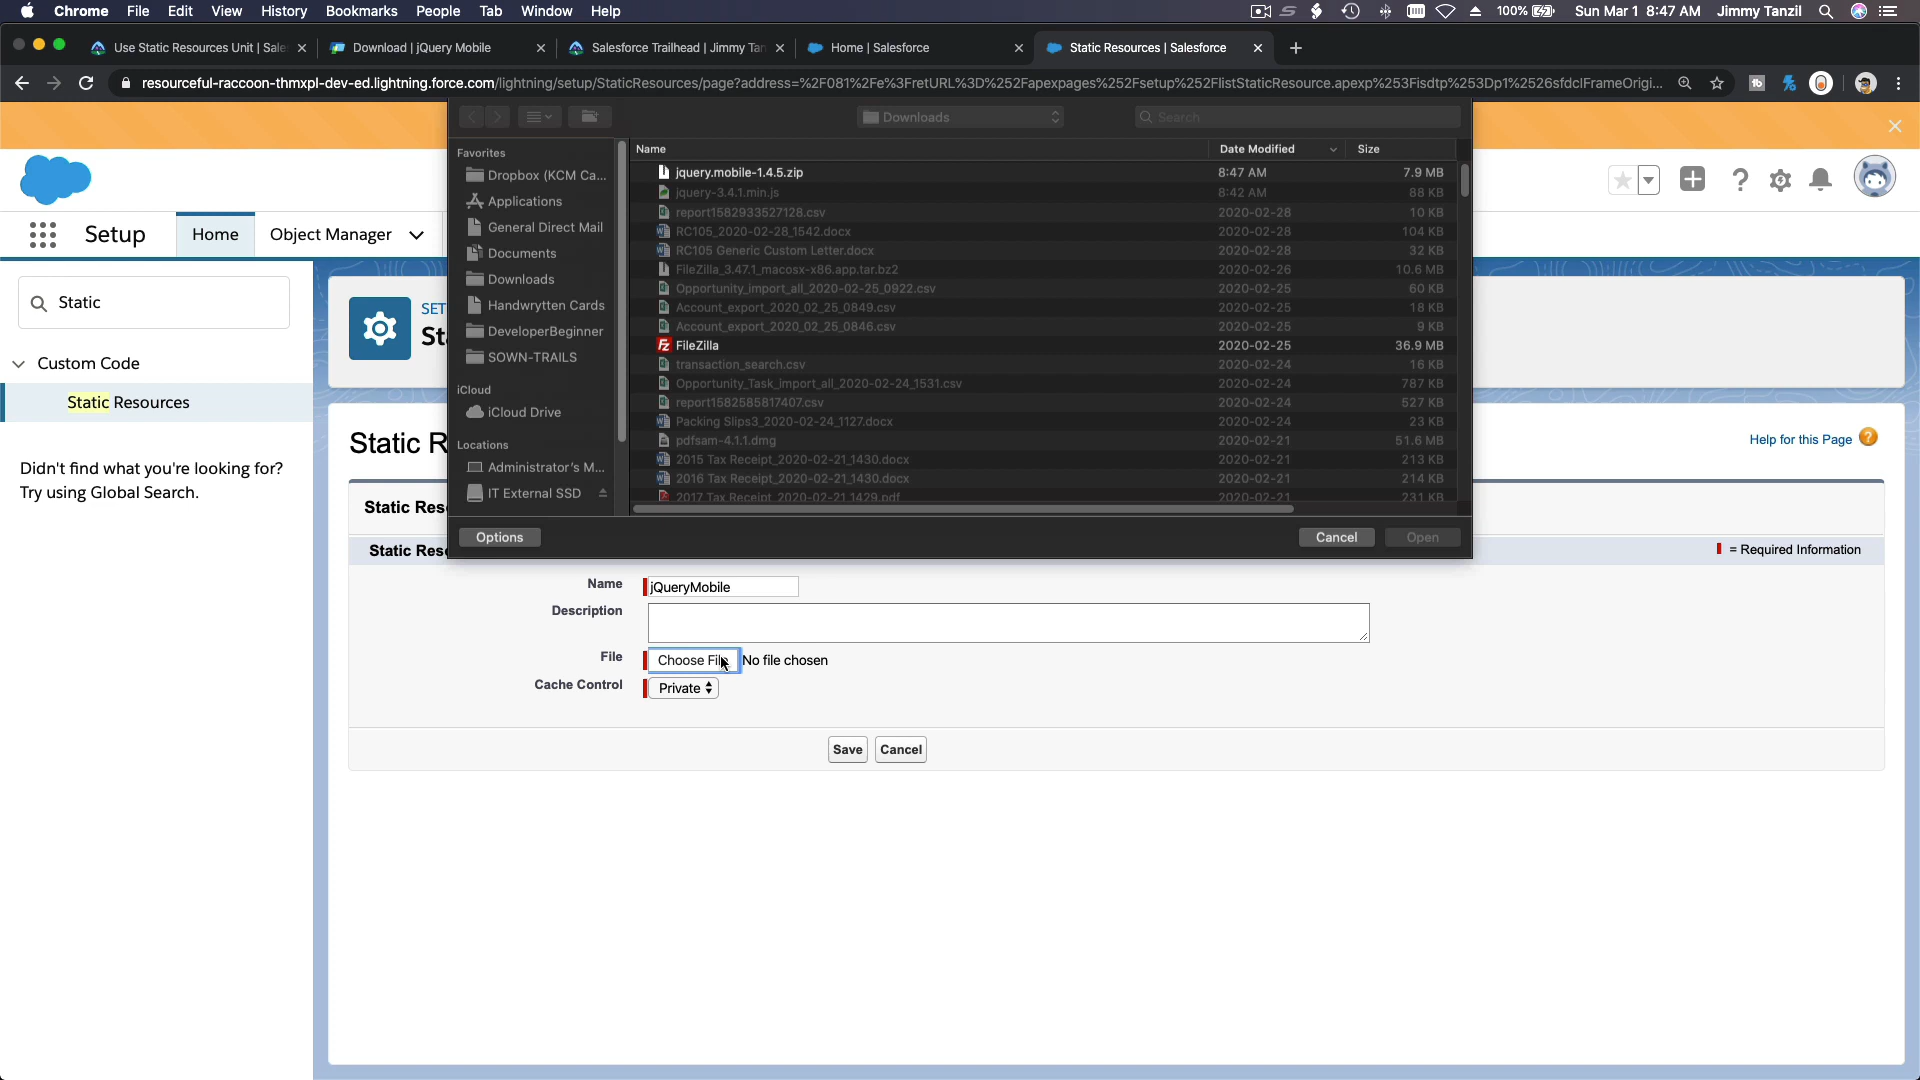 Chrome File Edit View History Bookmarks People Tab Window Help 100% Sun Mar 1 8:47 AM Jimmy Tanzil
Use Static Resources Unit | Sale Download | jQuery Mobile Salesforce Trailhead | Jimmy Tan Home | Salesforce Static Resources | Salesforce
resourceful-raccoon-thmxpl-dev-ed.lightning.force.com/lightning/setup/StaticResources/page?address=%2F081%2Fe%3FretURL%3D%252Fapexpages%252Fsetup%252FlistStaticResource.apexp%253Fisdtp%253Dp1%2526sfdcIFrameOrigi...
Downloads Search
Favorites
Dropbox (KCM Ca...
Applications
General Direct Mail
Documents
Downloads
Handwrytten Cards
DeveloperBeginner
SOWN-TRAILS
iCloud
iCloud Drive
Locations
Administrator's M...
IT External SSD
Name Date Modified Size
jquery.mobile-1.4.5.zip 8:47 AM 7.9 MB
jquery-3.4.1.min.js 8:42 AM 88 KB
report1582933527128.csv 2020-02-28 10 KB
RC105_2020-02-28_1542.docx 2020-02-28 104 KB
RC105 Generic Custom Letter.docx 2020-02-28 32 KB
FileZilla_3.47.1_macosx-x86.app.tar.bz2 2020-02-26 10.6 MB
Opportunity_import_all_2020-02-25_0922.csv 2020-02-25 60 KB
Account_export_2020_02_25_0849.csv 2020-02-25 18 KB
Account_export_2020_02_25_0846.csv 2020-02-25 9 KB
FileZilla 2020-02-25 36.9 MB
transaction_search.csv 2020-02-24 16 KB
Opportunity_Task_import_all_2020-02-24_1531.csv 2020-02-24 787 KB
report1582585817407.csv 2020-02-24 527 KB
Packing Slips3_2020-02-24_1127.docx 2020-02-24 23 KB
pdfsam-4.1.1.dmg 2020-02-21 51.6 MB
2015 Tax Receipt_2020-02-21_1430.docx 2020-02-21 213 KB
2016 Tax Receipt_2020-02-21_1430.docx 2020-02-21 214 KB
2017 Tax Receipt_2020-02-21_1429.pdf 2020-02-21 231 KB
Options Cancel Open
Setup Home Object Manager
Static
Custom Code
Static Resources
Didn't find what you're looking for?
Try using Global Search.
SET
St
Static R
Help for this Page
Static Res
Static Reso
= Required Information
Name jQueryMobile
Description
File Choose File No file chosen
Cache Control Private
Save Cancel